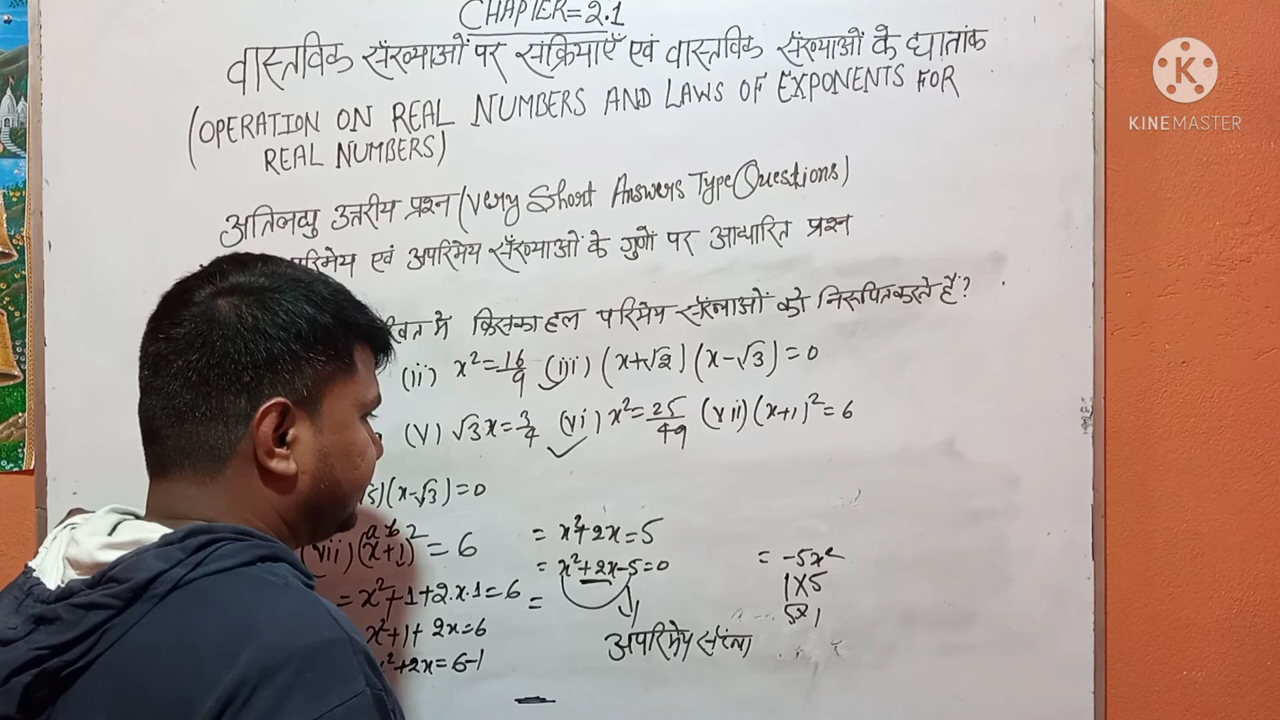 CHAPTER=2.1
वास्तविक संख्याओं पर संक्रियाएँ एवं वास्तविक संख्याओं के घातांक
(OPERATION ON REAL NUMBERS AND LAWS OF EXPONENTS FOR
REAL NUMBERS)
अतिलघु उत्तरीय प्रश्न (Very Short Answers Type Questions)
एवं अपरिमेय संख्याओं के गुणों पर आधारित प्रश्न
में किसका हल परिमेय संख्याओं को निरूपित करते हैं?
(ii) x²=16/9 (iii) (x+√2)(x-√3)=0
(V) √3x=3/4 (vi) x²=25/49 (vii) (x+1)²=6
(x-√3)=0
a b
(vii) (x+1)²=6
=x²+1+2.x.1=6
x²+1+2x=6
x²+2x=6-1
= x²+2x=5
= x²+2x-5=0
=
अपरिमेय संख्या
= -5x²
1X5
5x1
KINEMASTER